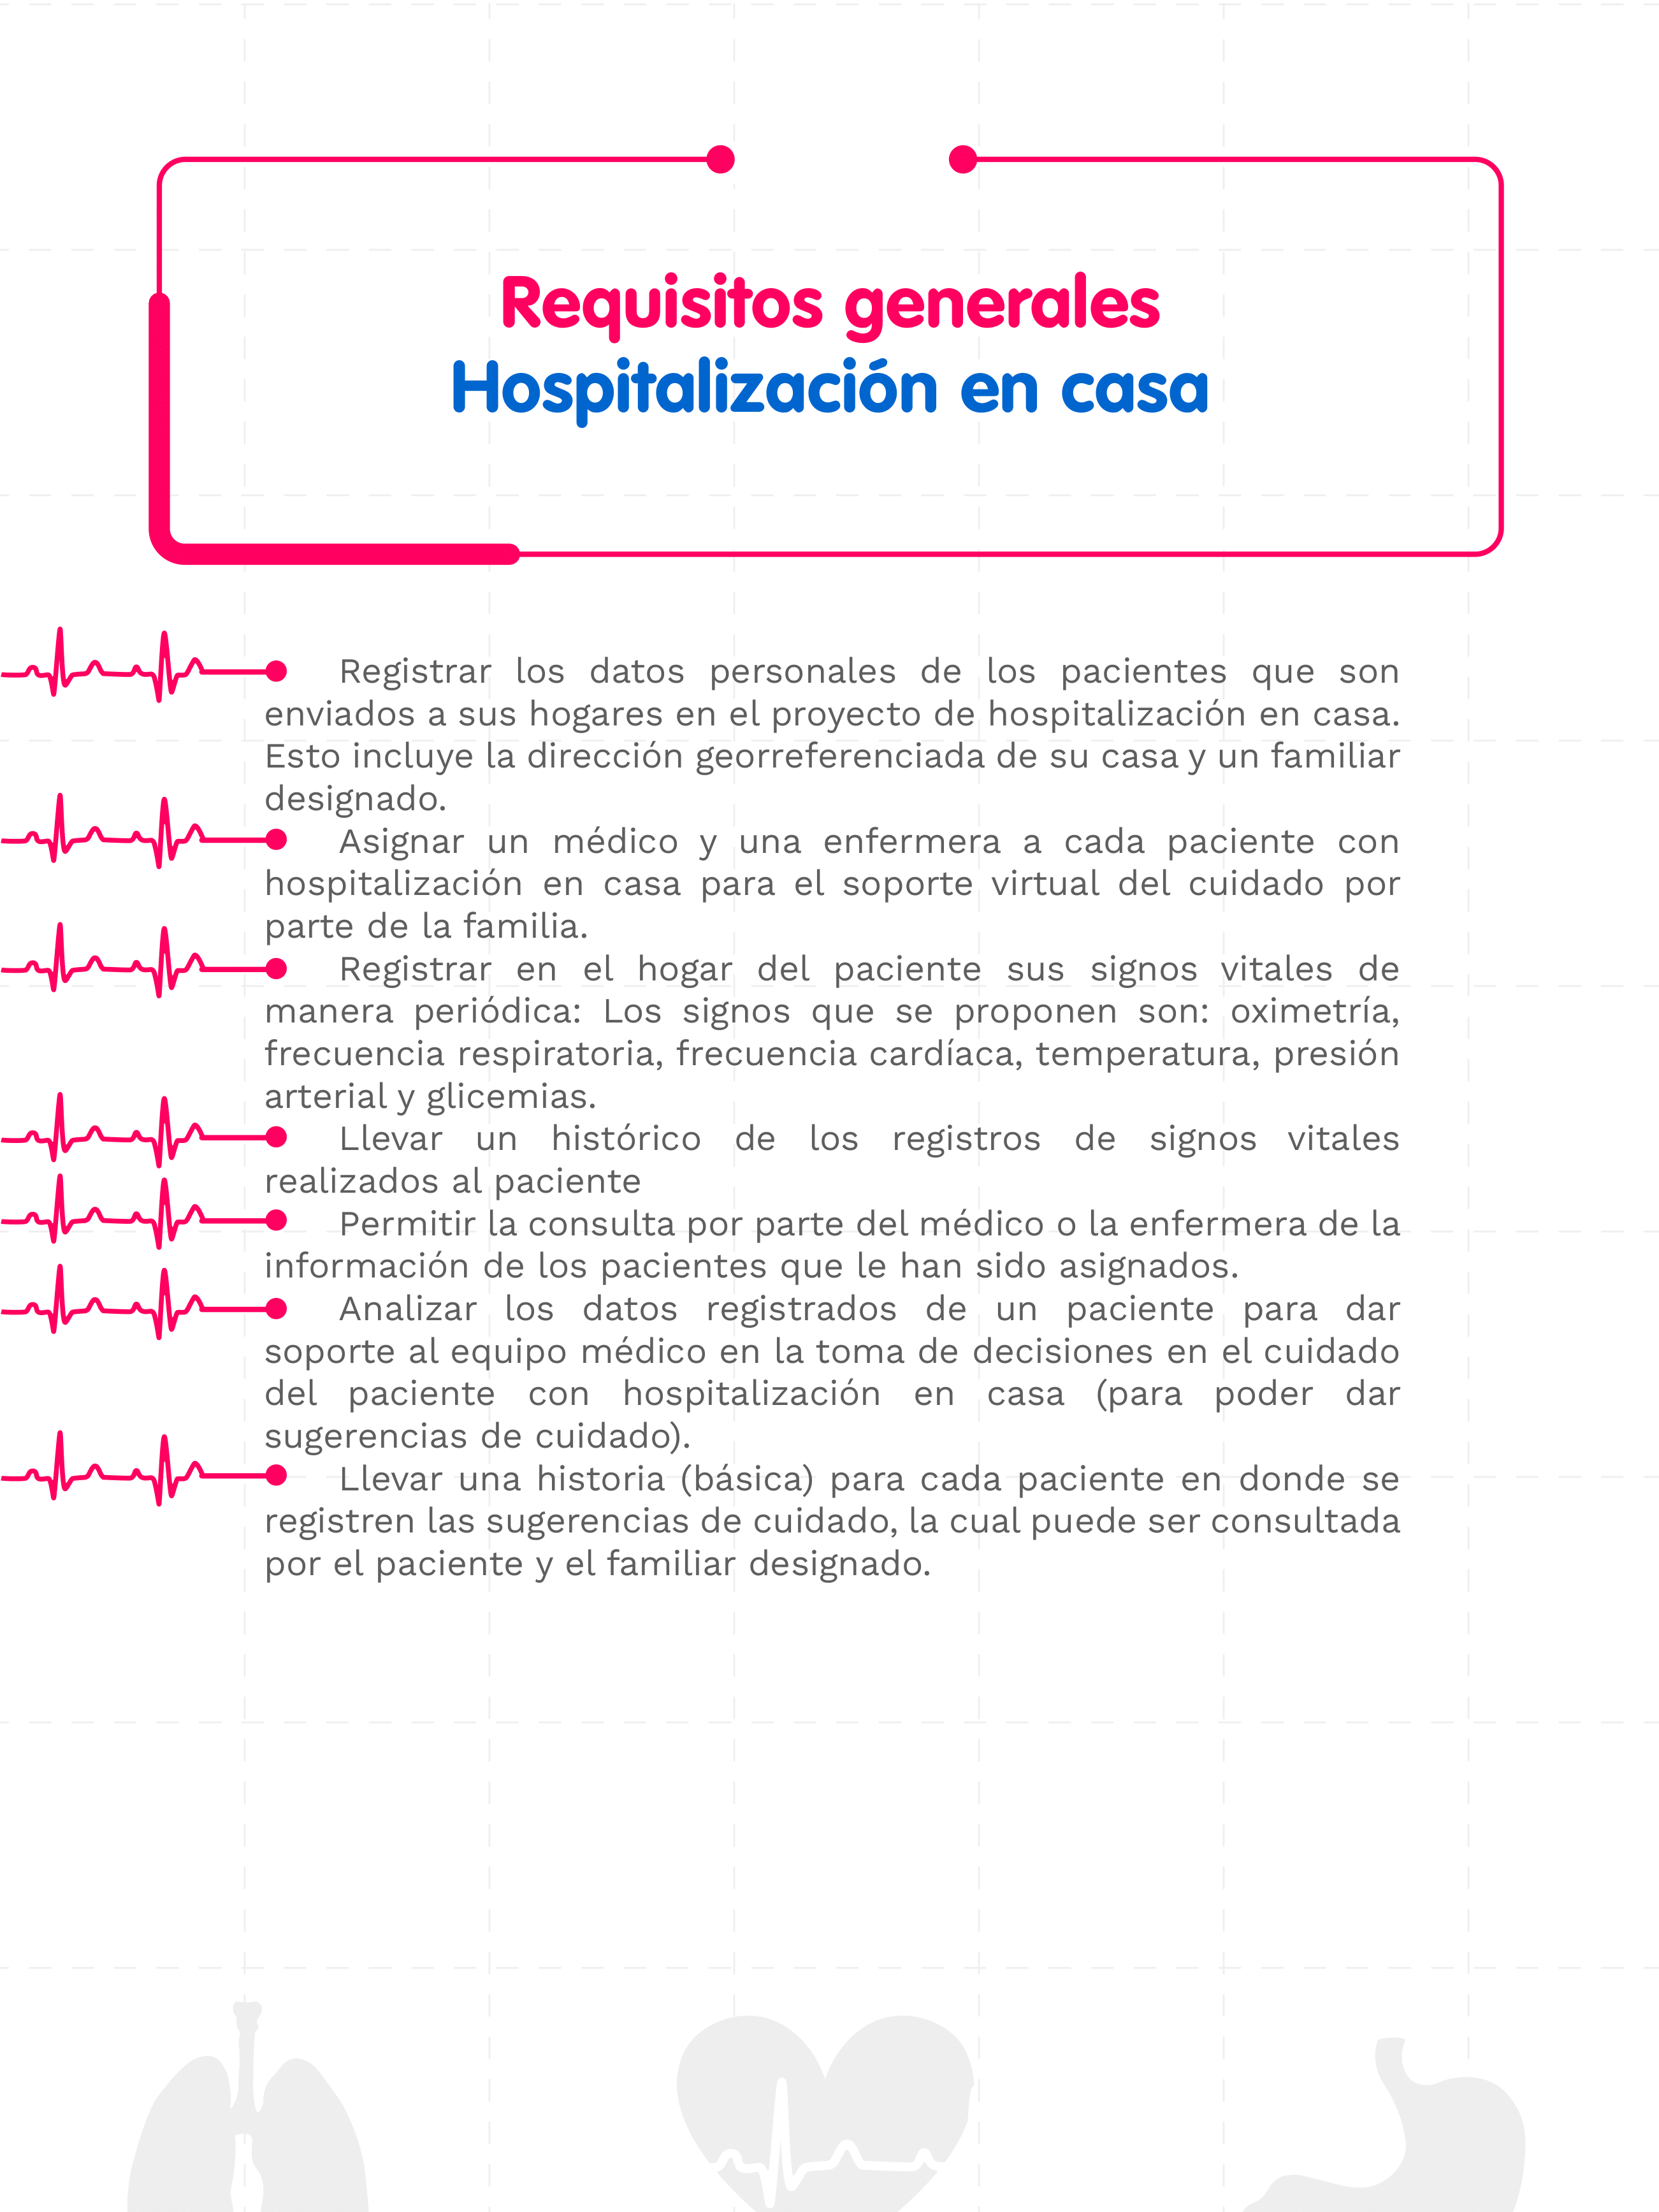 Requisitos generales
Hospitalización en casa
Registrar los datos personales de los pacientes que son
enviados a sus hogares en el proyecto de hospitalización en casa.
Esto incluye la dirección georreferenciada de su casa y un familiar
designado.
Asignar un médico y una enfermera a cada paciente con
hospitalización en casa para el soporte virtual del cuidado por
parte de la familia.
Registrar en el hogar del paciente sus signos vitales de
manera periódica: Los signos que se proponen son: oximetría,
frecuencia respiratoria, frecuencia cardíaca, temperatura, presión
arterial y glicemias.
Llevar un histórico de los registros de signos vitales
realizados al paciente
Permitir la consulta por parte del médico o la enfermera de la
información de los pacientes que le han sido asignados.
Analizar los datos registrados de un paciente para dar
soporte al equipo médico en la toma de decisiones en el cuidado
del paciente con hospitalización en casa (para poder dar
sugerencias de cuidado).
Llevar una historia (básica) para cada paciente en donde se
registren las sugerencias de cuidado, la cual puede ser consultada
por el paciente y el familiar designado.